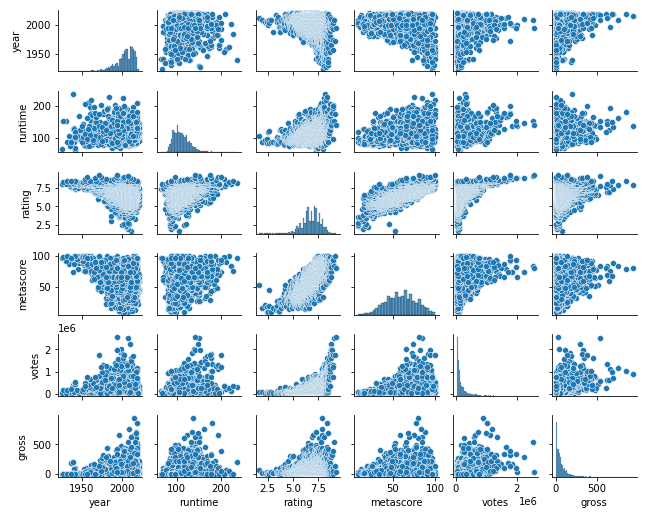 2000
1950
year
200
100
runtime
7.5
5.0
2.5
rating
100
50
metascore
1e6
2
1
0
votes
500
0
gross
1950 2000 100 200 2.5 5.0 7.5 50 100 0 2 0 500
1e6
year runtime rating metascore votes gross